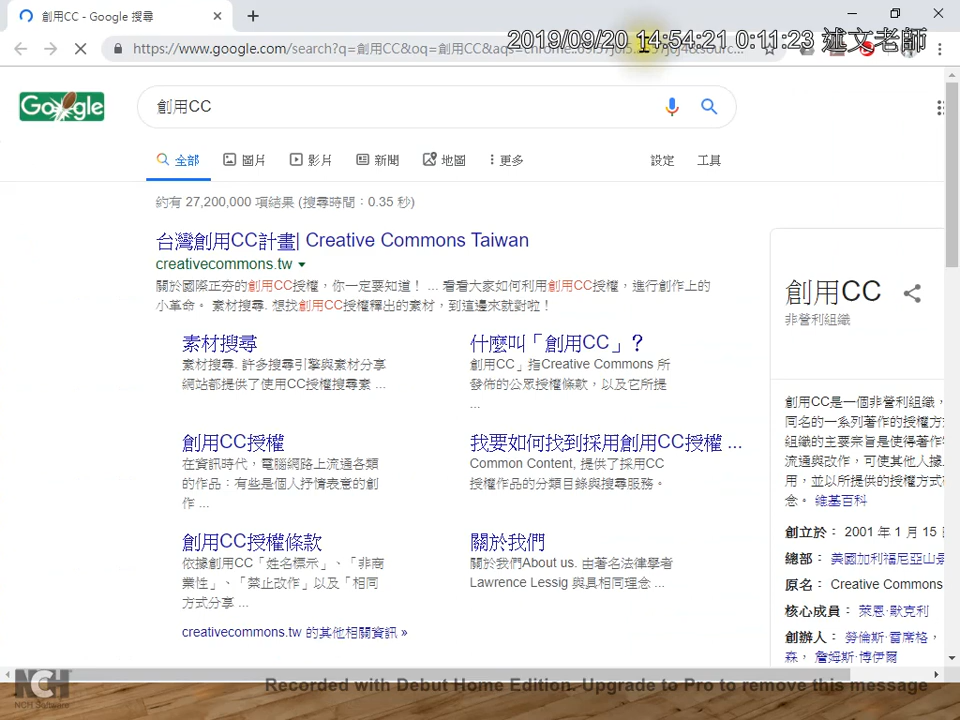 創用CC - Google 搜尋
https://www.google.com/search?q=創用CC&oq=創用CC&aq
2019/09/20 14:54:21 0:11:23 述文老師
Google
創用CC
全部 圖片 影片 新聞 地圖 更多 設定 工具
約有 27,200,000 項結果 (搜尋時間：0.35 秒)
台灣創用CC計畫| Creative Commons Taiwan
creativecommons.tw
關於國際正夯的創用CC授權，你一定要知道！ ... 看看大家如何利用創用CC授權，進行創作上的
小革命。 素材搜尋. 想找創用CC授權釋出的素材，到這邊來就對啦！
素材搜尋
素材搜尋. 許多搜尋引擎與素材分享
網站都提供了使用CC授權搜尋素 ...
什麼叫「創用CC」？
創用CC」指Creative Commons 所
發佈的公眾授權條款，以及它所提
...
創用CC授權
在資訊時代，電腦網路上流通各類
的作品：有些是個人抒情表意的創
作 ...
我要如何找到採用創用CC授權 ...
Common Content, 提供了採用CC
授權作品的分類目錄與搜尋服務。
創用CC授權條款
依據創用CC「姓名標示」、「非商
業性」、「禁止改作」以及「相同
方式分享 ...
關於我們
關於我們About us. 由著名法律學者
Lawrence Lessig 與具相同理念 ...
creativecommons.tw 的其他相關資訊 »
創用CC
非營利組織
創用CC是一個非營利組織，
同名的一系列著作的授權方
組織的主要宗旨是使得著作
流通與改作，可使其他人據
用，並以所提供的授權方式
念。 維基百科
創立於： 2001 年 1 月 15
總部： 美國加利福尼亞山景
原名： Creative Commons
核心成員： 萊恩·默克利
創辦人： 勞倫斯·雷席格，
森， 詹姆斯·博伊爾
NCH
NCH Software
Recorded with Debut Home Edition. Upgrade to Pro to remove this message